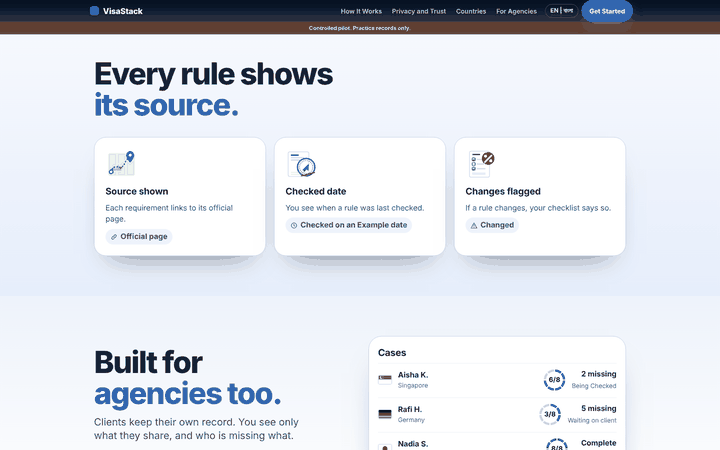 VisaStack
How It Works
Privacy and Trust
Countries
For Agencies
EN | বাংলা
Get Started
Controlled pilot. Practice records only.
Every rule shows
its source.
Source shown
Each requirement links to its official
page.
Official page
Checked date
You see when a rule was last checked.
Checked on an Example date
Changes flagged
If a rule changes, your checklist says so.
Changed
Built for
agencies too.
Clients keep their own record. You see only
what they share, and who is missing what.
Cases
Aisha K.
Singapore
6/8
2 missing
Being Checked
Rafi H.
Germany
3/8
5 missing
Waiting on client
Nadia S.
8/8
Complete